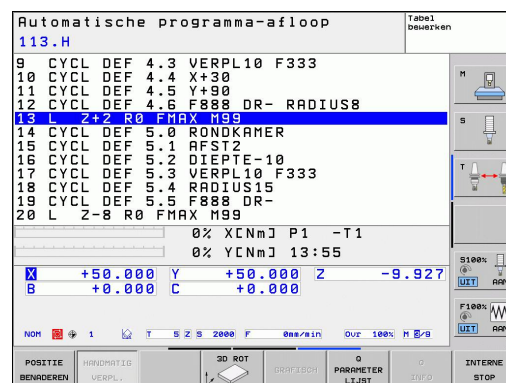 Automatische programma-afloop
Tabel
bewerken
113.H
9 CYCL DEF 4.3 VERPL10 F333
10 CYCL DEF 4.4 X+30
11 CYCL DEF 4.5 Y+90
12 CYCL DEF 4.6 F888 DR- RADIUS8
13 L Z+2 R0 FMAX M99
14 CYCL DEF 5.0 RONDKAMER
15 CYCL DEF 5.1 AFST2
16 CYCL DEF 5.2 DIEPTE-10
17 CYCL DEF 5.3 VERPL10 F333
18 CYCL DEF 5.4 RADIUS15
19 CYCL DEF 5.5 F888 DR-
20 L Z-8 R0 FMAX M99
0% X[Nm] P1 -T1
0% Y[Nm] 13:55
X +50.000 Y +50.000 Z -9.927
B +0.000 C +0.000
NOM 1 T 5 Z S 2000 F 0mm/min Ovr 100% M 8/9
M
S
T
S100%
UIT AAN
F100%
UIT AAN
POSITIE
BENADEREN
HANDMATIG
VERPL.
3D ROT
GRAFISCH
Q
PARAMETER
LIJST
Q
INFO
INTERNE
STOP